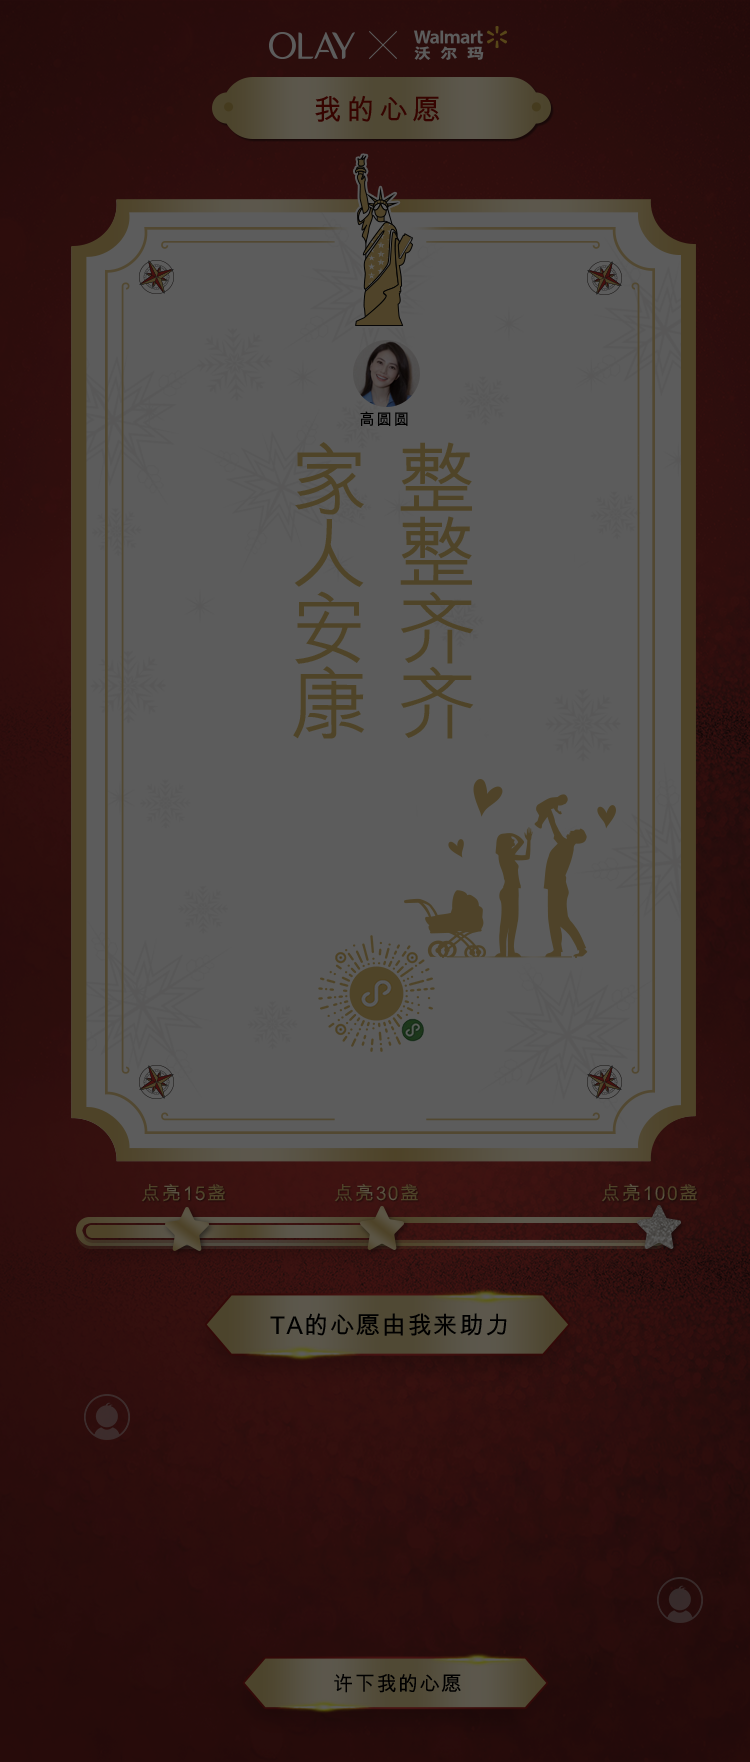 OLAY
Walmart
沃尔玛
我的心愿
高圆圆
整整齐齐
家人安康
点亮15盏
点亮30盏
点亮100盏
TA的心愿由我来助力
许下我的心愿